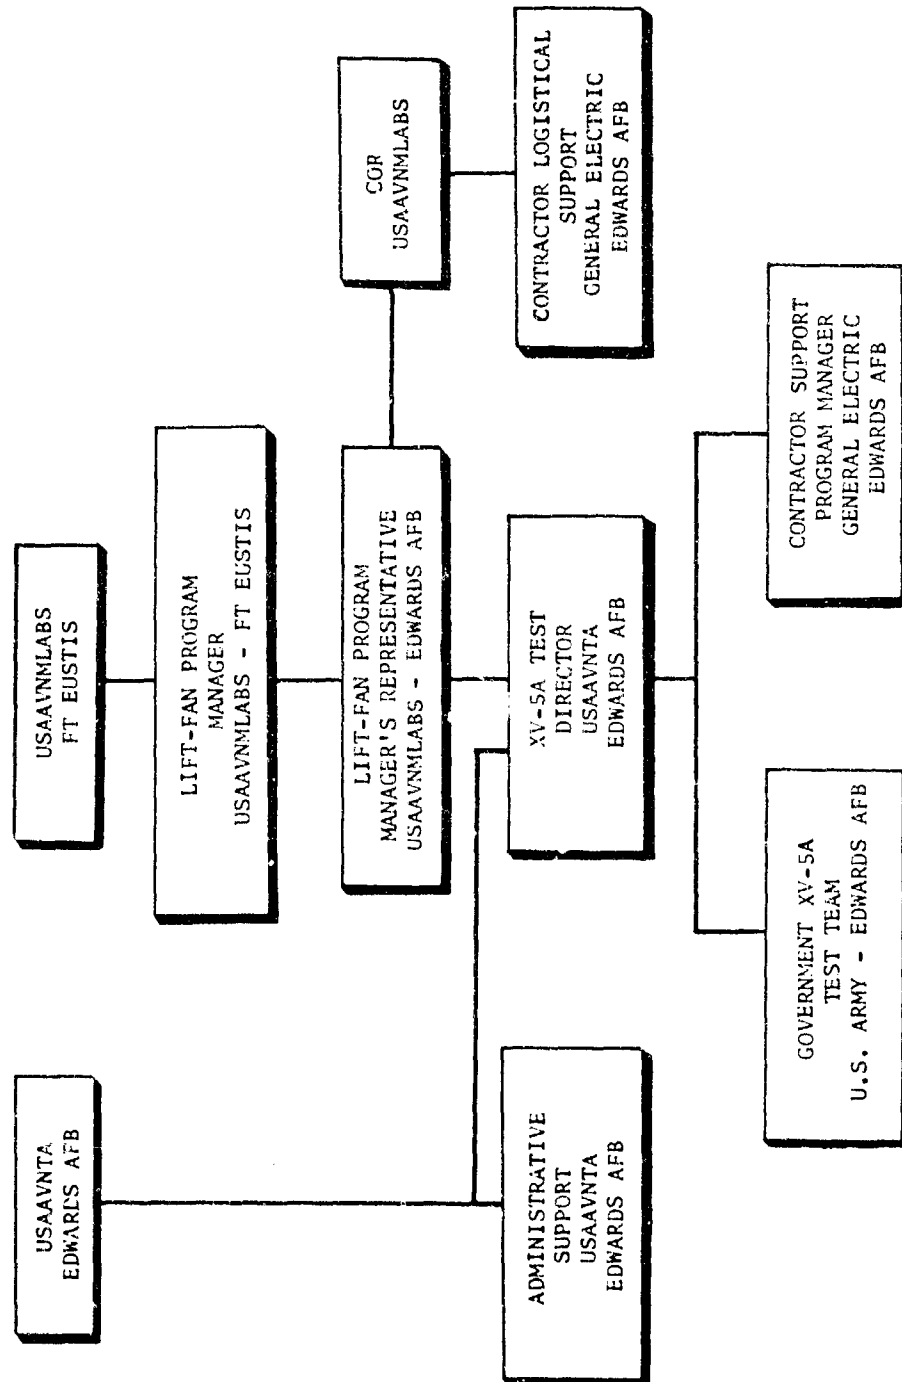 USAAVNTA
EDWARDS AFB
USAAVNMLABS
FT EUSTIS
LIFT-FAN PROGRAM
MANAGER
USAAVNMLABS - FT EUSTIS
LIFT-FAN PROGRAM
MANAGER'S REPRESENTATIVE
USAAVNMLABS - EDWARDS AFB
COR
USAAVNMLABS
ADMINISTRATIVE
SUPPORT
USAAVNTA
EDWARDS AFB
XV-5A TEST
DIRECTOR
USAAVNTA
EDWARDS AFB
CONTRACTOR LOGISTICAL
SUPPORT
GENERAL ELECTRIC
EDWARDS AFB
GOVERNMENT XV-5A
TEST TEAM
U.S. ARMY - EDWARDS AFB
CONTRACTOR SUPPORT
PROGRAM MANAGER
GENERAL ELECTRIC
EDWARDS AFB